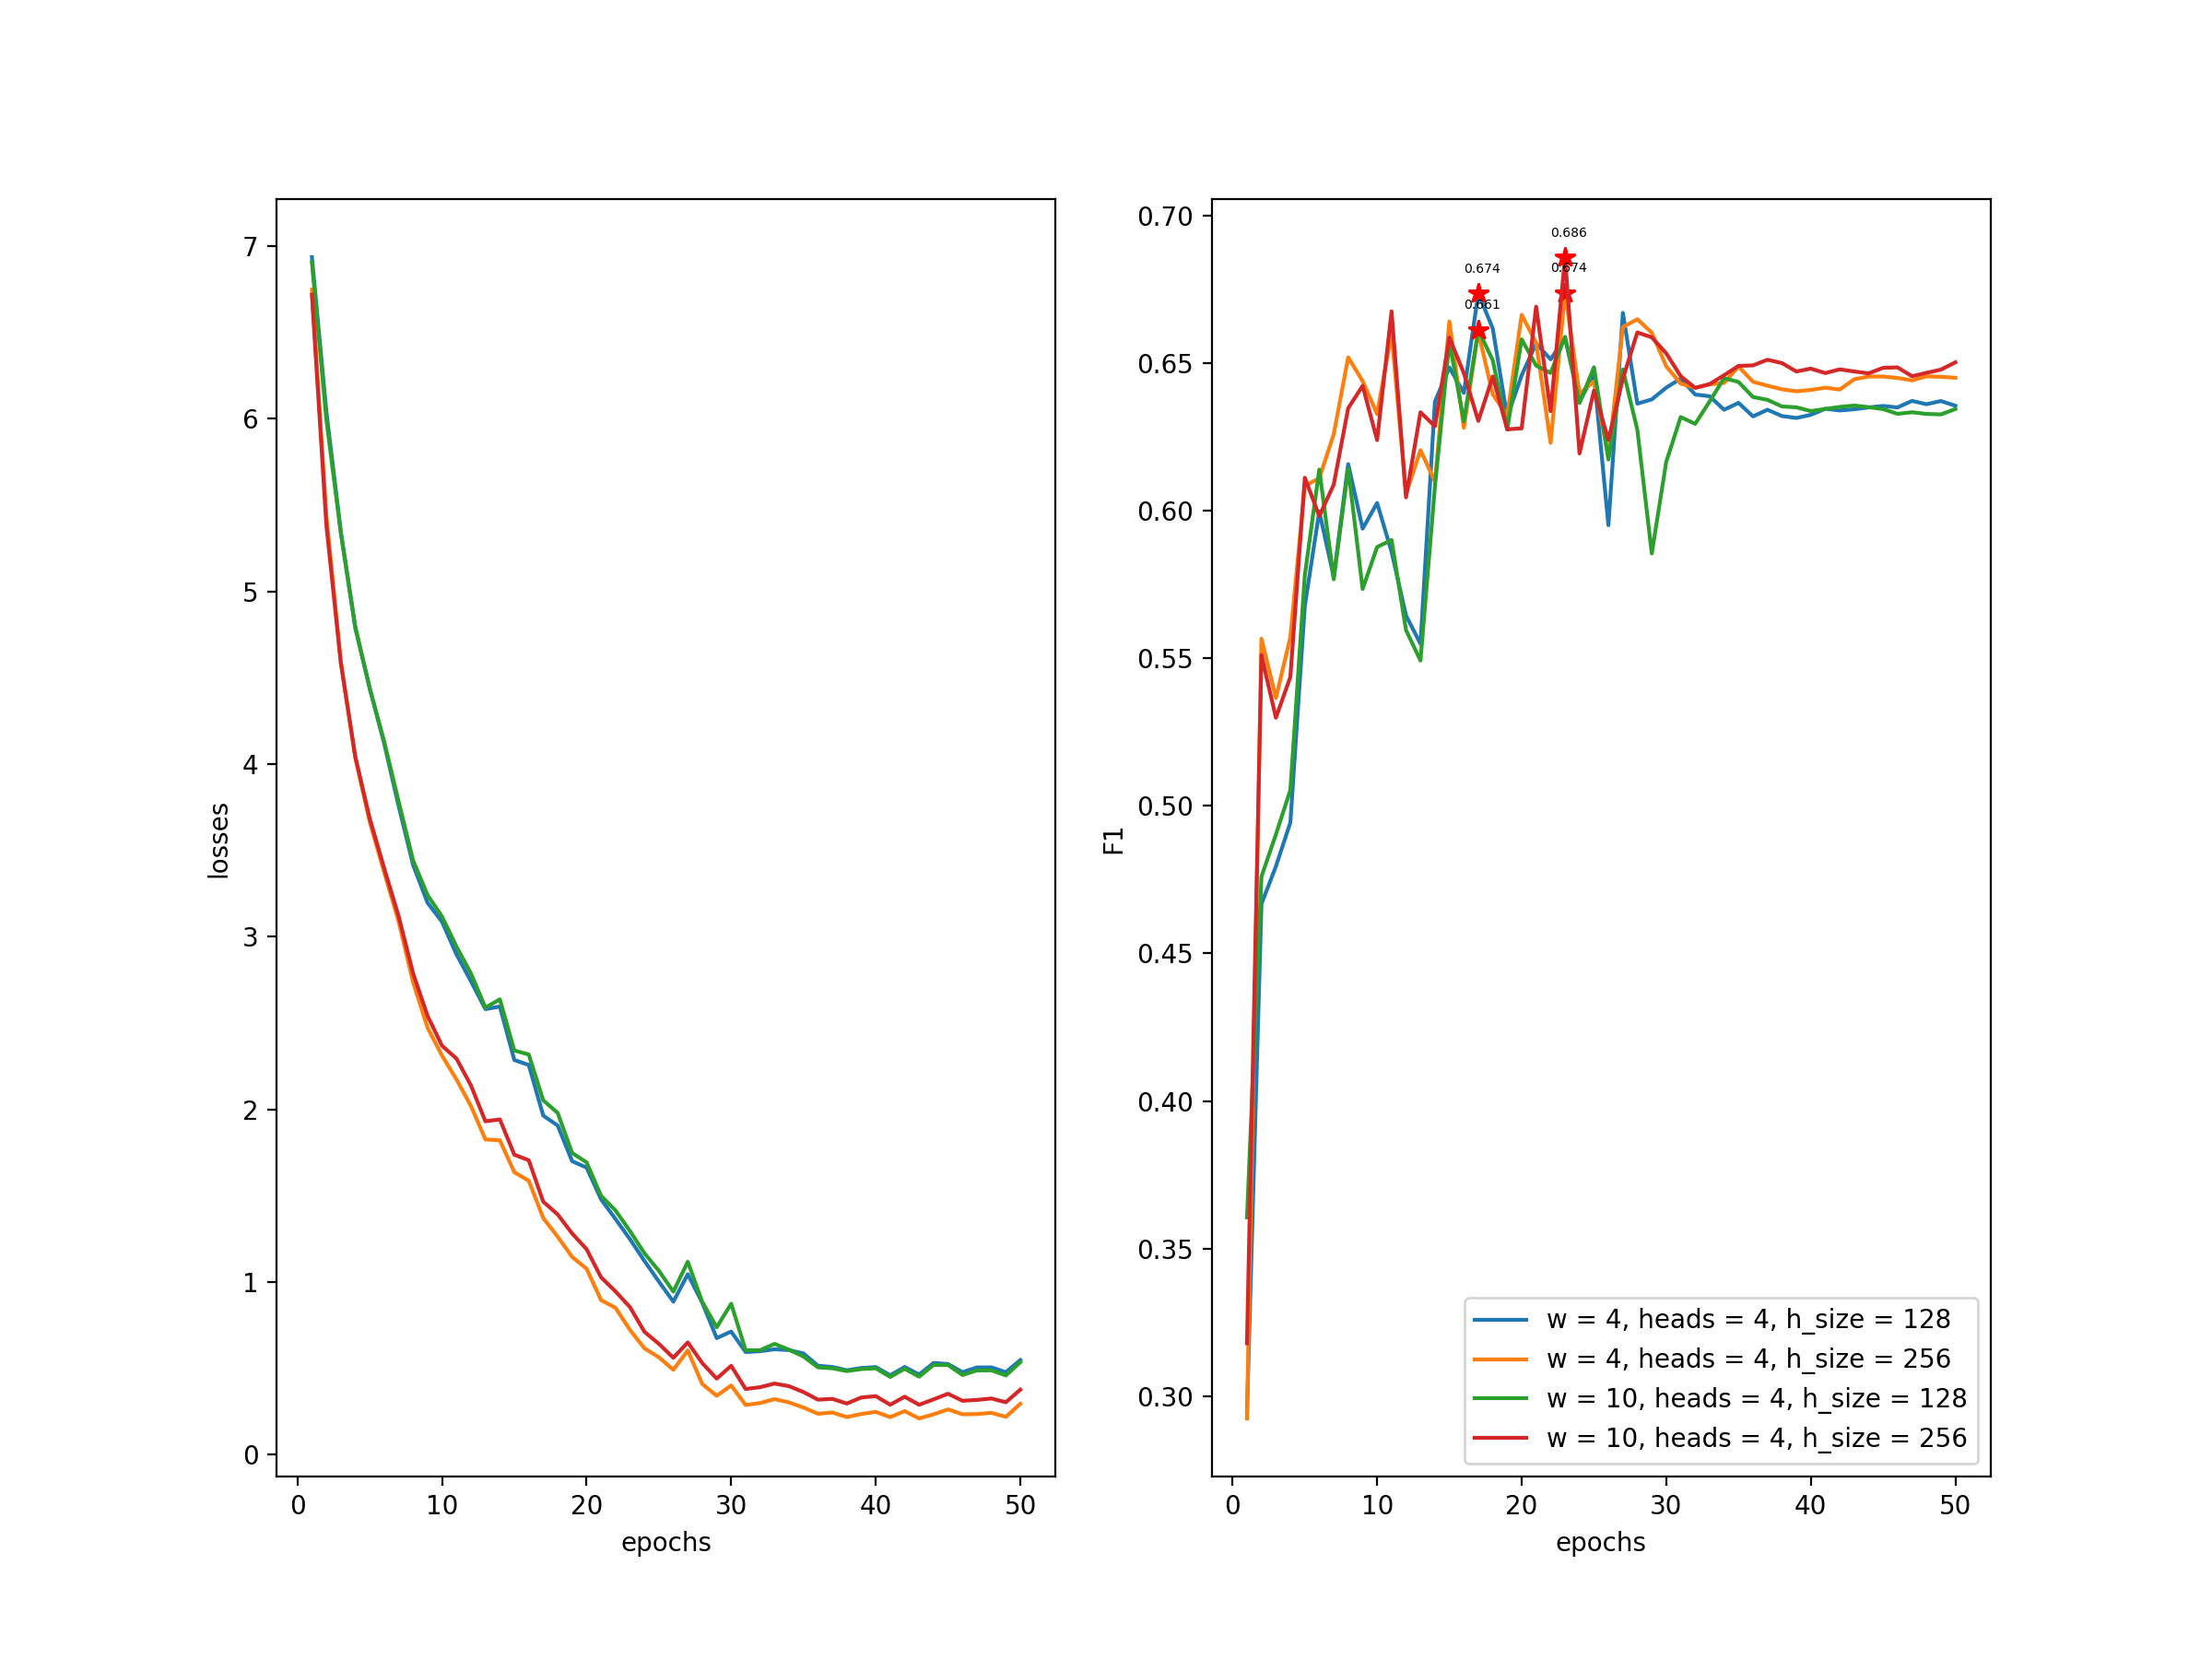 7
6
5
4
3
2
1
0
losses
0 10 20 30 40 50
epochs
0.70
0.65
0.60
0.55
0.50
0.45
0.40
0.35
0.30
F1
0.686
0.674
0.674
0.661
w = 4, heads = 4, h_size = 128
w = 4, heads = 4, h_size = 256
w = 10, heads = 4, h_size = 128
w = 10, heads = 4, h_size = 256
0 10 20 30 40 50
epochs